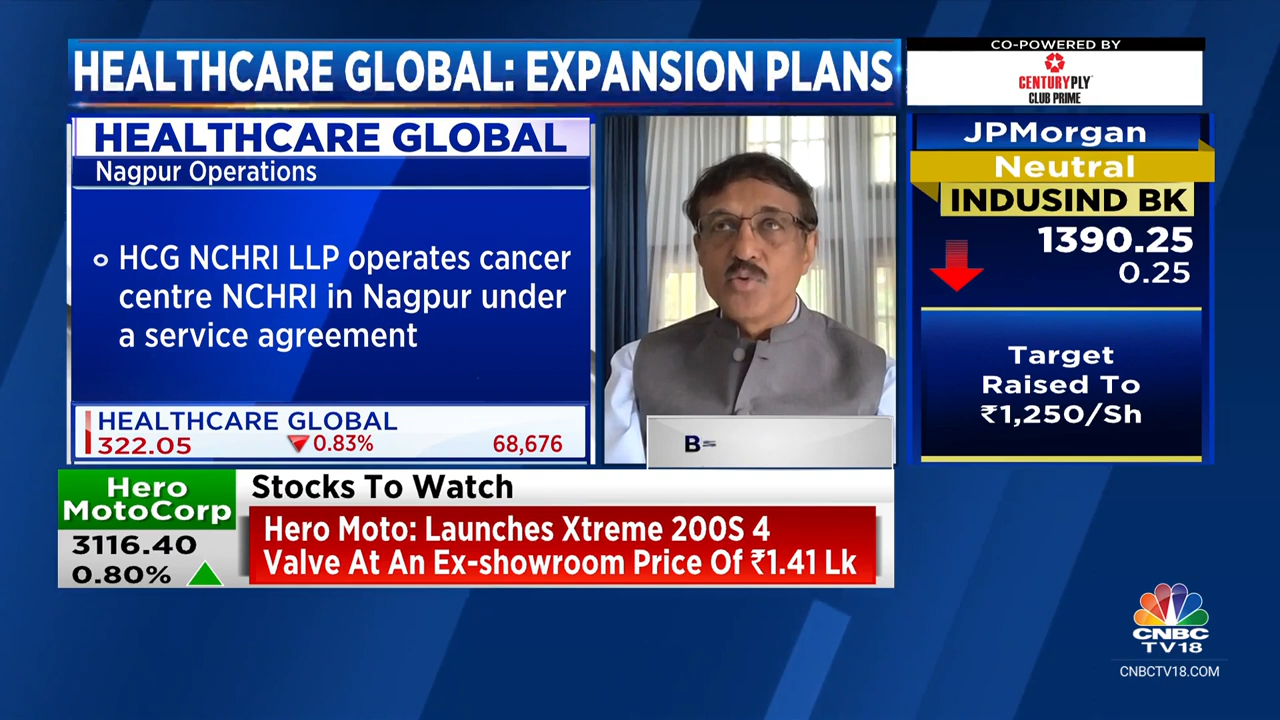 HEALTHCARE GLOBAL: EXPANSION PLANS
CO-POWERED BY
CENTURYPLY
CLUB PRIME
HEALTHCARE GLOBAL
Nagpur Operations
HCG NCHRI LLP operates cancer
centre NCHRI in Nagpur under
a service agreement
HEALTHCARE GLOBAL
322.05 0.83% 68,676
JPMorgan
Neutral
INDUSIND BK
1390.25
0.25
Target
Raised To
₹1,250/Sh
Hero
MotoCorp
3116.40
0.80%
Stocks To Watch
Hero Moto: Launches Xtreme 200S 4
Valve At An Ex-showroom Price Of ₹1.41 Lk
CNBC
TV18
CNBCTV18.COM